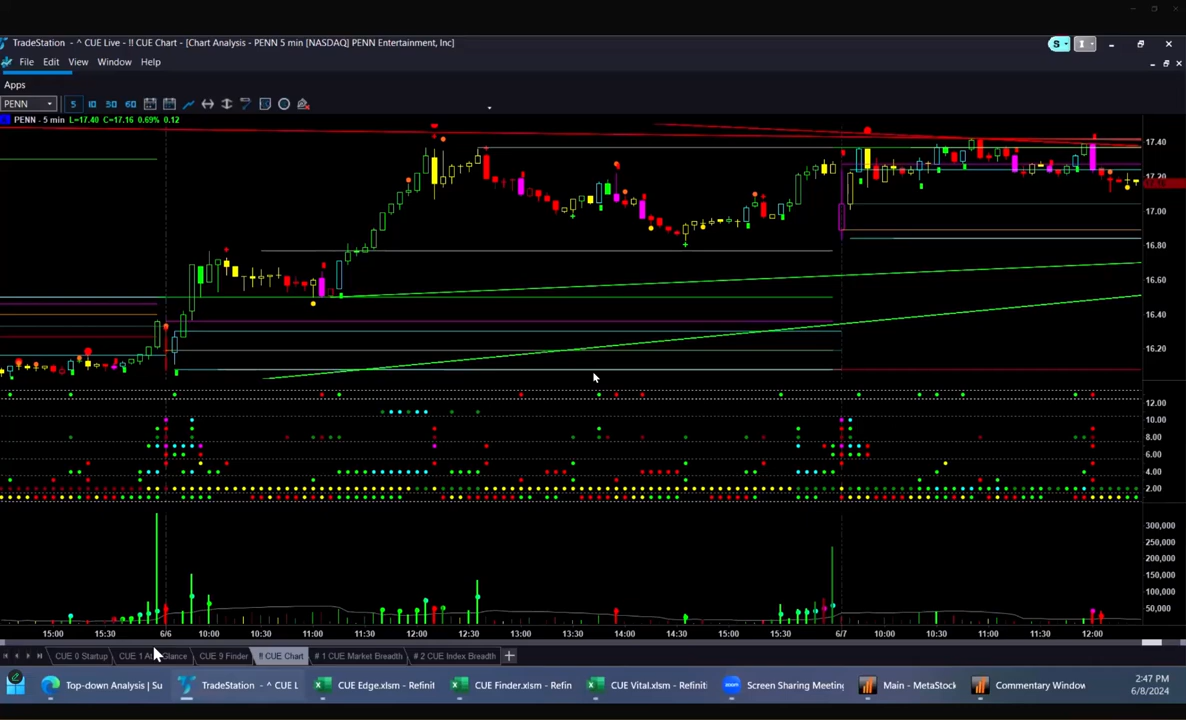 TradeStation - ^ CUE Live - !! CUE Chart - [Chart Analysis - PENN 5 min [NASDAQ] PENN Entertainment, Inc]
S
I
File Edit View Window Help
Apps
PENN 5 10 30 60
PENN - 5 min L=17.40 C=17.16 0.69% 0.12
17.40
17.20
17.00
16.80
16.60
16.40
16.20
12.00
10.00
8.00
6.00
4.00
2.00
300,000
250,000
200,000
150,000
100,000
50,000
15:00 15:30 6/6 10:00 10:30 11:00 11:30 12:00 12:30 13:30 14:00 14:30 15:00 15:30 6/7 10:00 10:30 11:00 11:30 12:00
CUE 0 Startup CUE 1 At Glance CUE 9 Finder !! CUE Chart # 1 CUE Market Breadth # 2 CUE Index Breadth
Top-down Analysis | Su TradeStation - ^ CUE L CUE Edge.xlsm - Refinit CUE Finder.xlsm - Refin CUE Vital.xlsm - Refiniti Screen Sharing Meeting Main - MetaStock Commentary Window
2:47 PM
6/8/2024